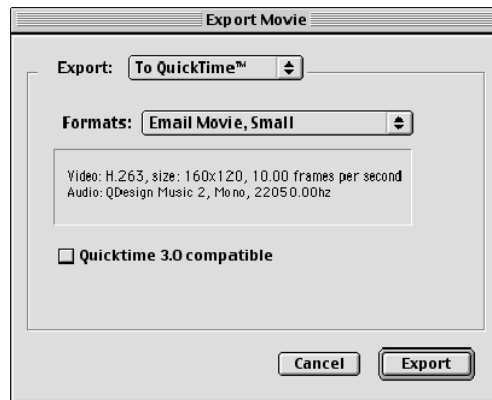 Export Movie
Export: To QuickTime™
Formats: Email Movie, Small
Video: H.263, size: 160x120, 10.00 frames per second
Audio: QDesign Music 2, Mono, 22050.00hz
Quicktime 3.0 compatible
Cancel Export